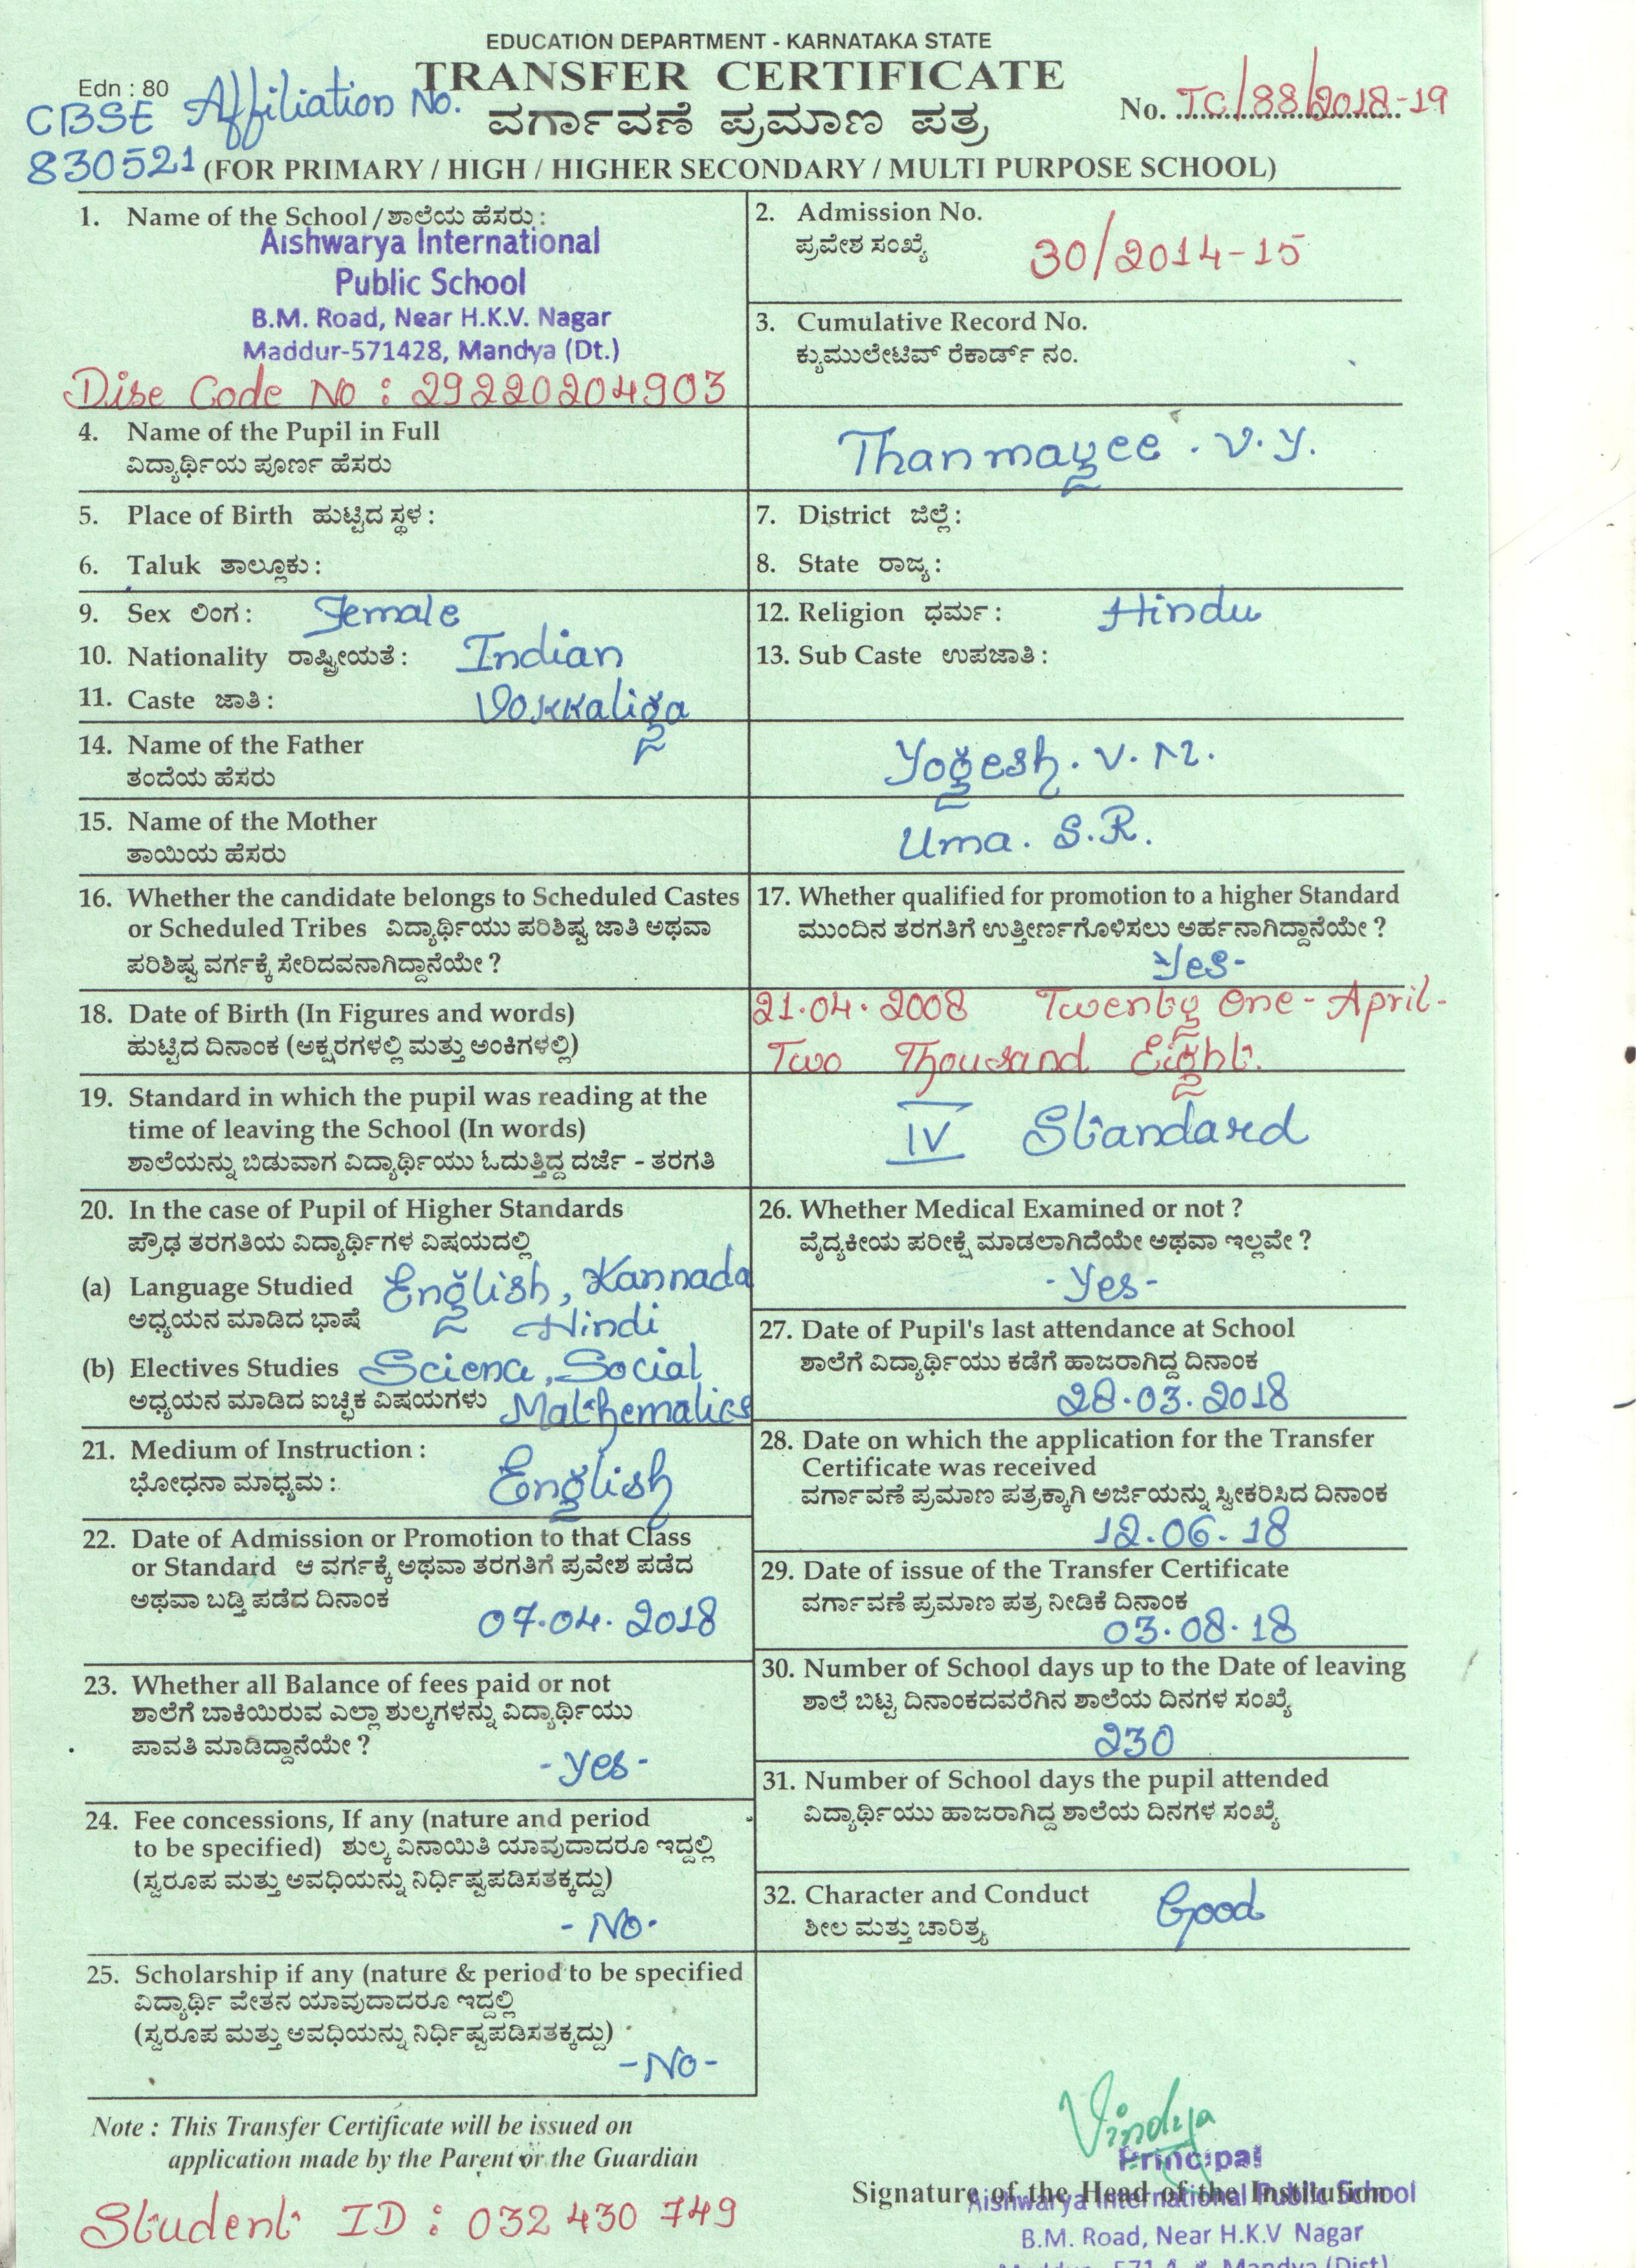 EDUCATION DEPARTMENT - KARNATAKA STATE
Edn : 80
TRANSFER CERTIFICATE
CBSE Affiliation No.
830521
ವರ್ಗಾವಣೆ ಪ್ರಮಾಣ ಪತ್ರ
No. TC/88/2018-19
(FOR PRIMARY / HIGH / HIGHER SECONDARY / MULTI PURPOSE SCHOOL)
1. Name of the School / ಶಾಲೆಯ ಹೆಸರು :
Aishwarya International
Public School
B.M. Road, Near H.K.V. Nagar
Maddur-571428, Mandya (Dt.)
Dise Code No : 29220204903
2. Admission No.
ಪ್ರವೇಶ ಸಂಖ್ಯೆ
30/2014-15
3. Cumulative Record No.
ಕ್ಯುಮುಲೇಟಿವ್ ರೆಕಾರ್ಡ್ ನಂ.
4. Name of the Pupil in Full
ವಿದ್ಯಾರ್ಥಿಯ ಪೂರ್ಣ ಹೆಸರು
Thanmayee . V. Y.
5. Place of Birth ಹುಟ್ಟಿದ ಸ್ಥಳ :
7. District ಜಿಲ್ಲೆ :
6. Taluk ತಾಲ್ಲೂಕು :
8. State ರಾಜ್ಯ :
9. Sex ಲಿಂಗ : Female
12. Religion ಧರ್ಮ : Hindu
10. Nationality ರಾಷ್ಟ್ರೀಯತೆ : Indian
13. Sub Caste ಉಪಜಾತಿ :
11. Caste ಜಾತಿ : Vokkaliga
14. Name of the Father
ತಂದೆಯ ಹೆಸರು
Yogesh. V. M.
15. Name of the Mother
ತಾಯಿಯ ಹೆಸರು
Uma. S.R.
16. Whether the candidate belongs to Scheduled Castes
or Scheduled Tribes ವಿದ್ಯಾರ್ಥಿಯು ಪರಿಶಿಷ್ಟ ಜಾತಿ ಅಥವಾ
ಪರಿಶಿಷ್ಟ ವರ್ಗಕ್ಕೆ ಸೇರಿದವನಾಗಿದ್ದಾನೆಯೇ ?
17. Whether qualified for promotion to a higher Standard
ಮುಂದಿನ ತರಗತಿಗೆ ಉತ್ತೀರ್ಣಗೊಳಿಸಲು ಅರ್ಹನಾಗಿದ್ದಾನೆಯೇ ?
Yes-
18. Date of Birth (In Figures and words)
ಹುಟ್ಟಿದ ದಿನಾಂಕ (ಅಕ್ಷರಗಳಲ್ಲಿ ಮತ್ತು ಅಂಕಿಗಳಲ್ಲಿ)
21.04.2008 Twenty One- April-
Two Thousand Eight.
19. Standard in which the pupil was reading at the
time of leaving the School (In words)
ಶಾಲೆಯನ್ನು ಬಿಡುವಾಗ ವಿದ್ಯಾರ್ಥಿಯು ಓದುತ್ತಿದ್ದ ದರ್ಜೆ - ತರಗತಿ
IV Standard
20. In the case of Pupil of Higher Standards
ಪ್ರೌಢ ತರಗತಿಯ ವಿದ್ಯಾರ್ಥಿಗಳ ವಿಷಯದಲ್ಲಿ
(a) Language Studied English, Kannada
ಅಧ್ಯಯನ ಮಾಡಿದ ಭಾಷೆ Hindi
(b) Electives Studies Science, Social
ಅಧ್ಯಯನ ಮಾಡಿದ ಐಚ್ಛಿಕ ವಿಷಯಗಳು Mathematics
21. Medium of Instruction :
ಭೋಧನಾ ಮಾಧ್ಯಮ :
English
22. Date of Admission or Promotion to that Class
or Standard ಆ ವರ್ಗಕ್ಕೆ ಅಥವಾ ತರಗತಿಗೆ ಪ್ರವೇಶ ಪಡೆದ
ಅಥವಾ ಬಡ್ತಿ ಪಡೆದ ದಿನಾಂಕ
07.04.2018
23. Whether all Balance of fees paid or not
ಶಾಲೆಗೆ ಬಾಕಿಯಿರುವ ಎಲ್ಲಾ ಶುಲ್ಕಗಳನ್ನು ವಿದ್ಯಾರ್ಥಿಯು
ಪಾವತಿ ಮಾಡಿದ್ದಾನೆಯೇ ?
-Yes-
24. Fee concessions, If any (nature and period
to be specified) ಶುಲ್ಕ ವಿನಾಯಿತಿ ಯಾವುದಾದರೂ ಇದ್ದಲ್ಲಿ
(ಸ್ವರೂಪ ಮತ್ತು ಅವಧಿಯನ್ನು ನಿರ್ಧಿಷ್ಟಪಡಿಸತಕ್ಕದ್ದು)
-No-
25. Scholarship if any (nature & period to be specified
ವಿದ್ಯಾರ್ಥಿ ವೇತನ ಯಾವುದಾದರೂ ಇದ್ದಲ್ಲಿ
(ಸ್ವರೂಪ ಮತ್ತು ಅವಧಿಯನ್ನು ನಿರ್ಧಿಷ್ಟಪಡಿಸತಕ್ಕದ್ದು)
-No-
26. Whether Medical Examined or not ?
ವೈದ್ಯಕೀಯ ಪರೀಕ್ಷೆ ಮಾಡಲಾಗಿದೆಯೇ ಅಥವಾ ಇಲ್ಲವೇ ?
-Yes-
27. Date of Pupil's last attendance at School
ಶಾಲೆಗೆ ವಿದ್ಯಾರ್ಥಿಯು ಕಡೆಗೆ ಹಾಜರಾಗಿದ್ದ ದಿನಾಂಕ
28.03.2018
28. Date on which the application for the Transfer
Certificate was received
ವರ್ಗಾವಣೆ ಪ್ರಮಾಣ ಪತ್ರಕ್ಕಾಗಿ ಅರ್ಜಿಯನ್ನು ಸ್ವೀಕರಿಸಿದ ದಿನಾಂಕ
12.06.18
29. Date of issue of the Transfer Certificate
ವರ್ಗಾವಣೆ ಪ್ರಮಾಣ ಪತ್ರ ನೀಡಿಕೆ ದಿನಾಂಕ
03.08.18
30. Number of School days up to the Date of leaving
ಶಾಲೆ ಬಿಟ್ಟ ದಿನಾಂಕದವರೆಗಿನ ಶಾಲೆಯ ದಿನಗಳ ಸಂಖ್ಯೆ
230
31. Number of School days the pupil attended
ವಿದ್ಯಾರ್ಥಿಯು ಹಾಜರಾಗಿದ್ದ ಶಾಲೆಯ ದಿನಗಳ ಸಂಖ್ಯೆ
32. Character and Conduct
ಶೀಲ ಮತ್ತು ಚಾರಿತ್ರ್ಯ
Good
Note : This Transfer Certificate will be issued on
application made by the Parent or the Guardian
Student ID : 032 430 749
Vindya
Principal
Signature of the Head of the Institution
Aishwarya International Public School
B.M. Road, Near H.K.V Nagar
Mandya (Dist)